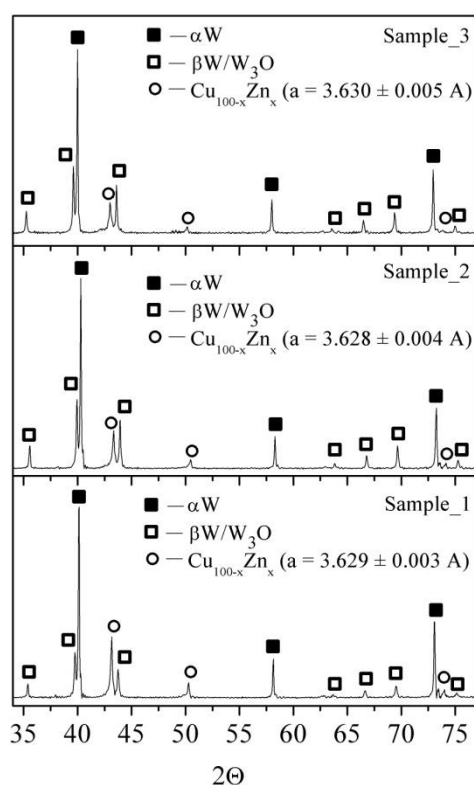 Sample_3
— αW
— βW/W₃O
— Cu₁₀₀₋ₓZnₓ (a = 3.630 ± 0.005 A)
Sample_2
— αW
— βW/W₃O
— Cu₁₀₀₋ₓZnₓ (a = 3.628 ± 0.004 A)
Sample_1
— αW
— βW/W₃O
— Cu₁₀₀₋ₓZnₓ (a = 3.629 ± 0.003 A)
35 40 45 50 55 60 65 70 75
2Θ